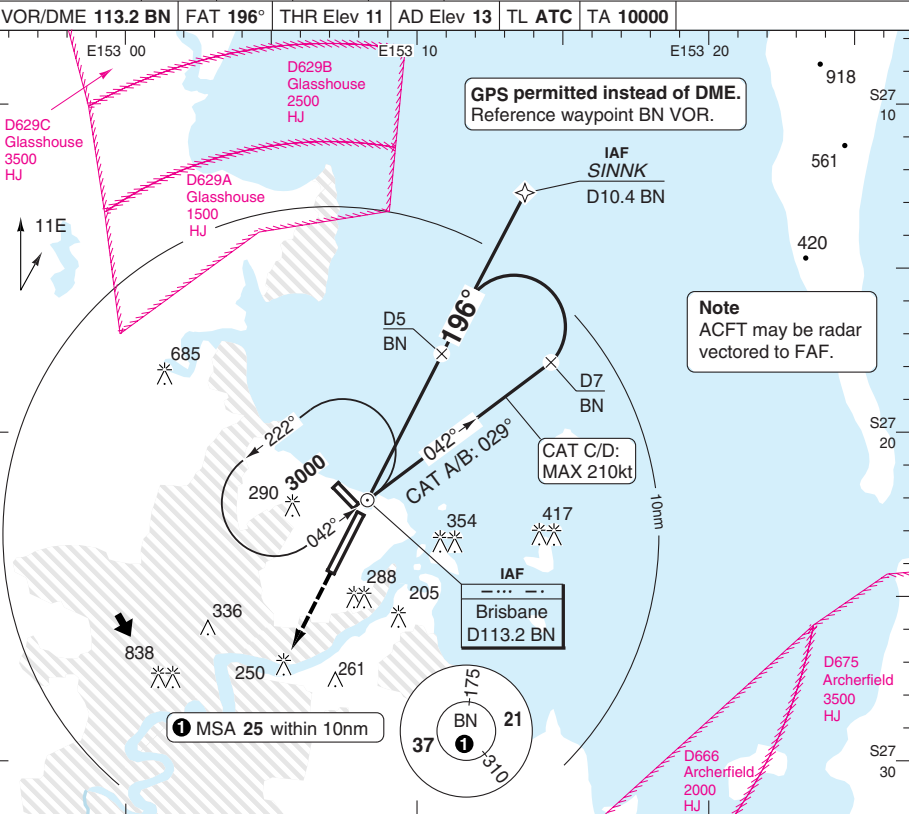 VOR/DME 113.2 BN FAT 196° THR Elev 11 AD Elev 13 TL ATC TA 10000
E153 00
E153 10
E153 20
D629B
Glasshouse
2500
HJ
GPS permitted instead of DME.
Reference waypoint BN VOR.
918
S27
10
D629C
Glasshouse
3500
HJ
561
IAF
SINNK
D10.4 BN
D629A
Glasshouse
1500
HJ
11E
420
196°
Note
ACFT may be radar
vectored to FAF.
D5
BN
685
D7
BN
S27
20
222°
042°
CAT A/B: 029°
CAT C/D:
MAX 210kt
3000
290
10nm
042°
354
417
IAF
Brisbane
D113.2 BN
288
205
336
838
250
261
D675
Archerfield
3500
HJ
175
BN
1
21
37
310
1 MSA 25 within 10nm
D666
Archerfield
2000
HJ
S27
30